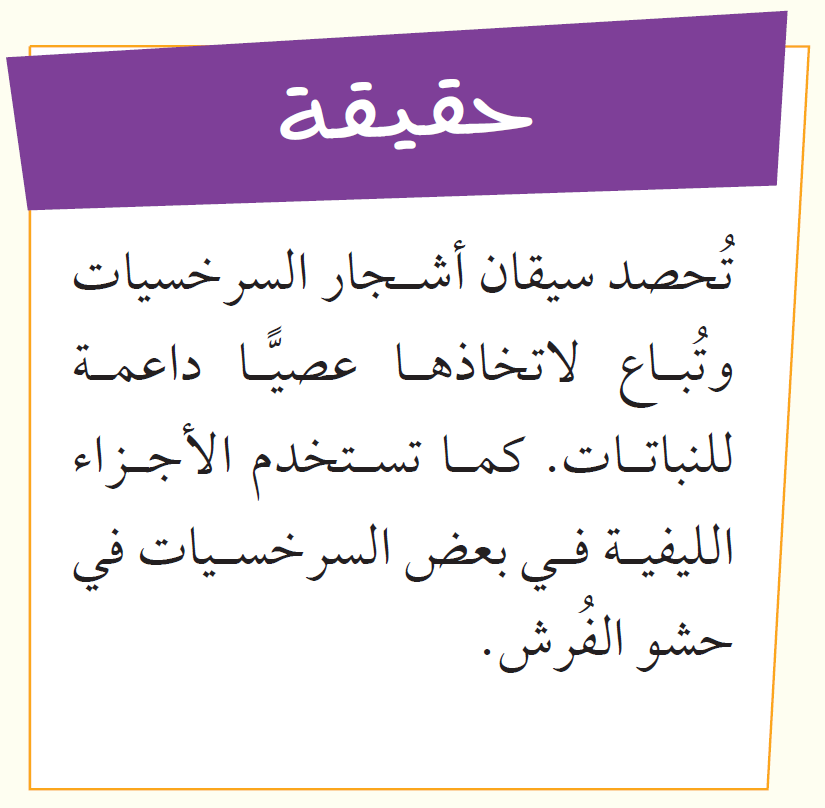 حقيقة
تُحصد سيقان أشجار السرخسيات
وتُباع لاتخاذها عصيًّا داعمة
للنباتات. كما تستخدم الأجزاء
الليفية في بعض السرخسيات في
حشو الفُرش.